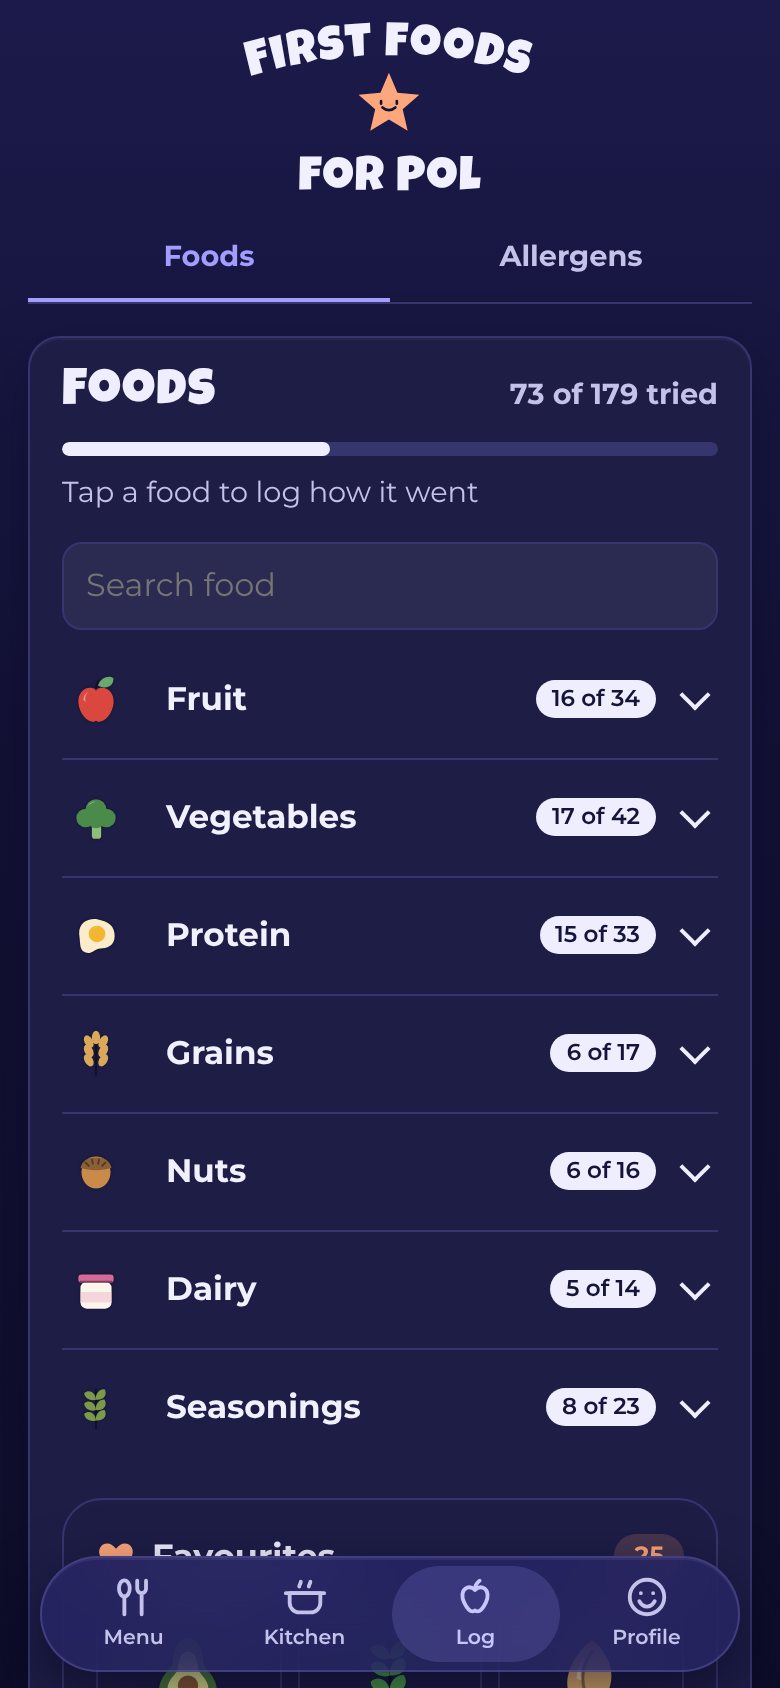 FIRST FOODS
FOR POL
Foods
Allergens
FOODS
73 of 179 tried
Tap a food to log how it went
Search food
Fruit
16 of 34
Vegetables
17 of 42
Protein
15 of 33
Grains
6 of 17
Nuts
6 of 16
Dairy
5 of 14
Seasonings
8 of 23
Favourites
25
Menu
Kitchen
Log
Profile